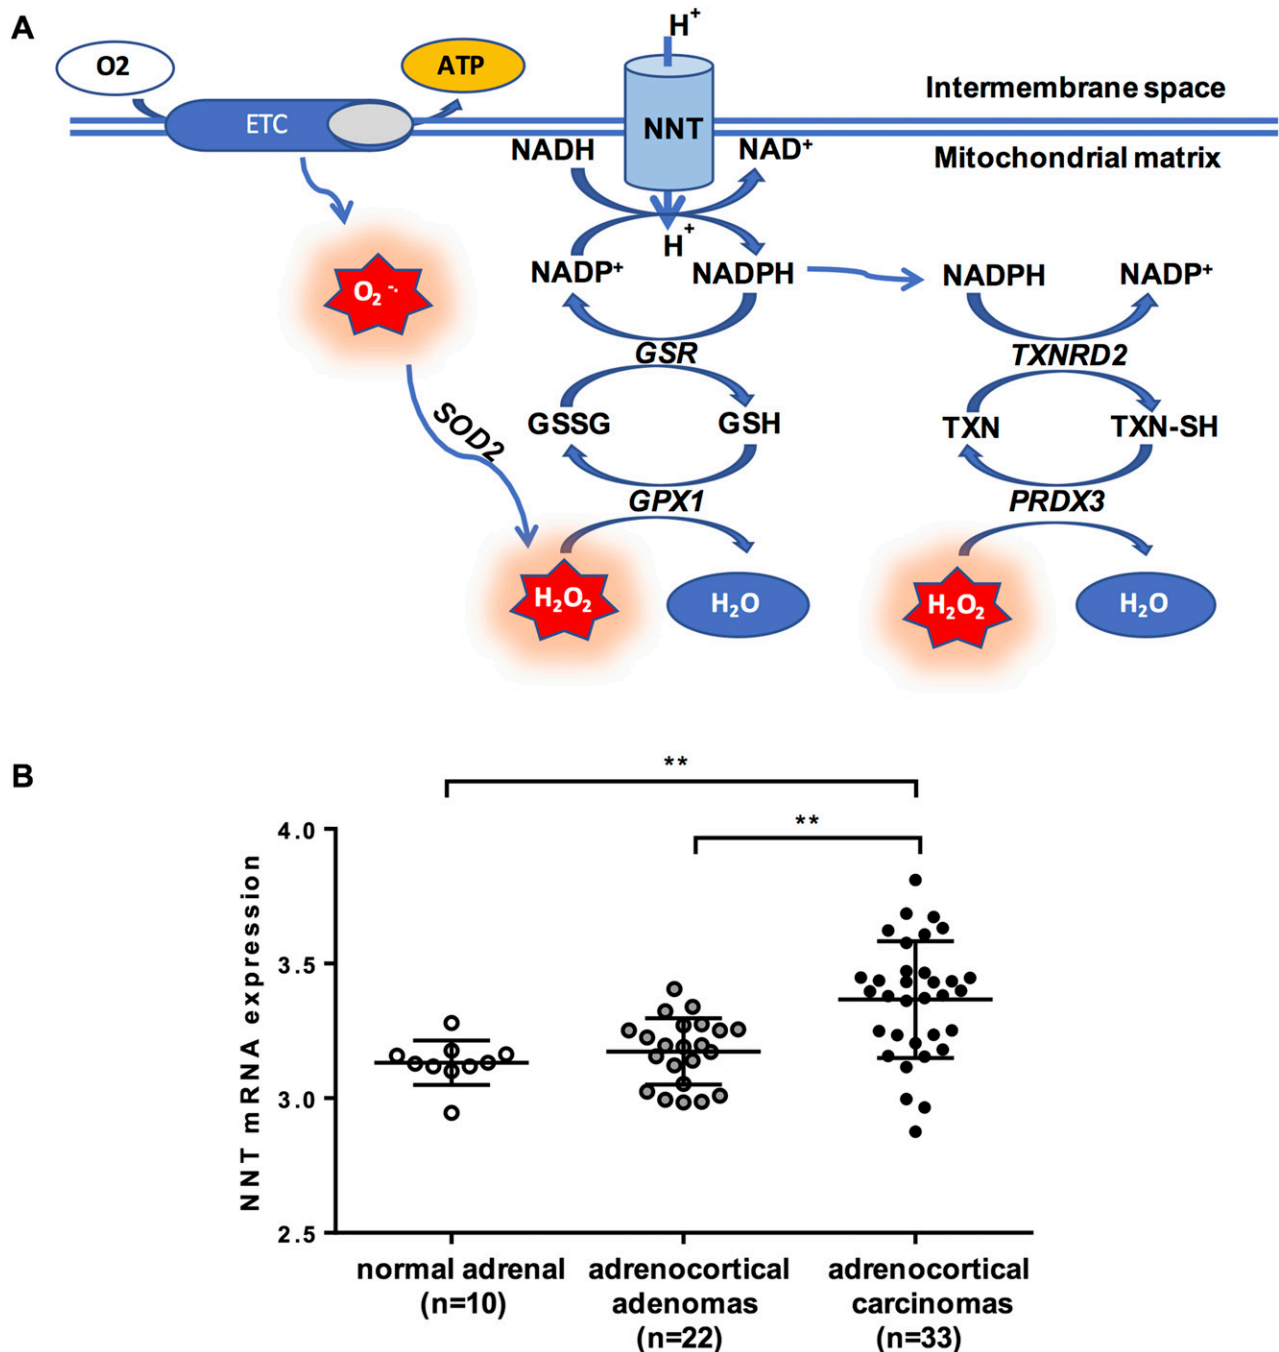 A
H⁺
O2
ATP
Intermembrane space
ETC
NNT
NADH
NAD⁺
Mitochondrial matrix
H⁺
O₂⁻·
NADP⁺
NADPH
NADPH
NADP⁺
GSR
TXNRD2
SOD2
GSSG
GSH
TXN
TXN-SH
GPX1
PRDX3
H₂O₂
H₂O
H₂O₂
H₂O
B
**
**
4.0
3.5
3.0
2.5
NNT mRNA expression
normal adrenal
(n=10)
adrenocortical
adenomas
(n=22)
adrenocortical
carcinomas
(n=33)